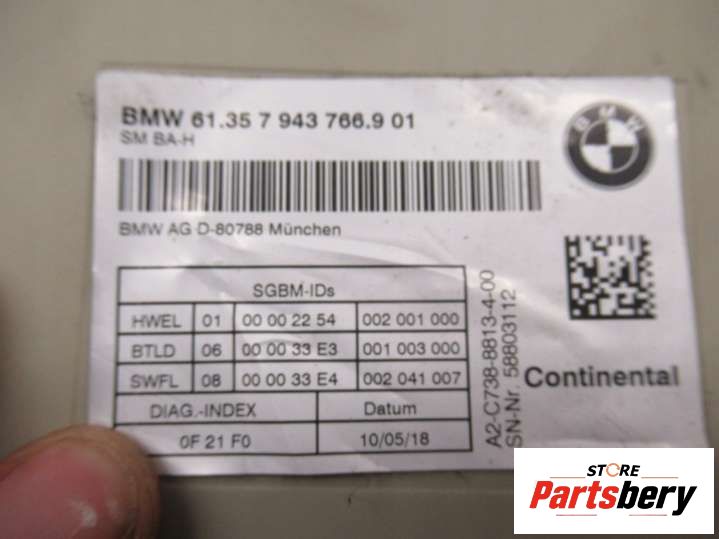 BMW 61.35 7 943 766.9 01
SM BA-H
BMW
BMW AG D-80788 München
SGBM-IDs
HWEL 01 00 00 22 54 002 001 000
BTLD 06 00 00 33 E3 001 003 000
SWFL 08 00 00 33 E4 002 041 007
DIAG.-INDEX Datum
0F 21 F0 10/05/18
A2-C738-8813-4-00
SN-Nr. 58803112
Continental
STORE
Partsbery